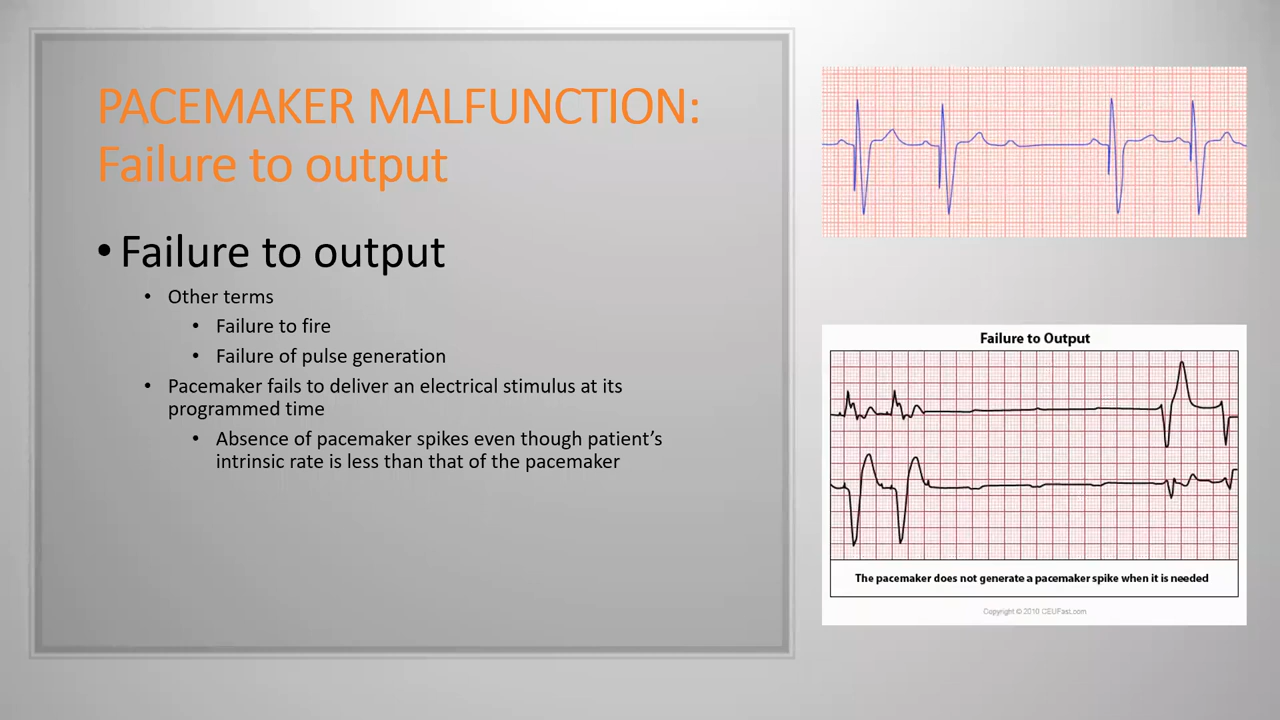 PACEMAKER MALFUNCTION:
Failure to output
• Failure to output
• Other terms
• Failure to fire
• Failure of pulse generation
• Pacemaker fails to deliver an electrical stimulus at its
programmed time
• Absence of pacemaker spikes even though patient’s
intrinsic rate is less than that of the pacemaker
Failure to Output
The pacemaker does not generate a pacemaker spike when it is needed
Copyright © 2010 CEUFast.com